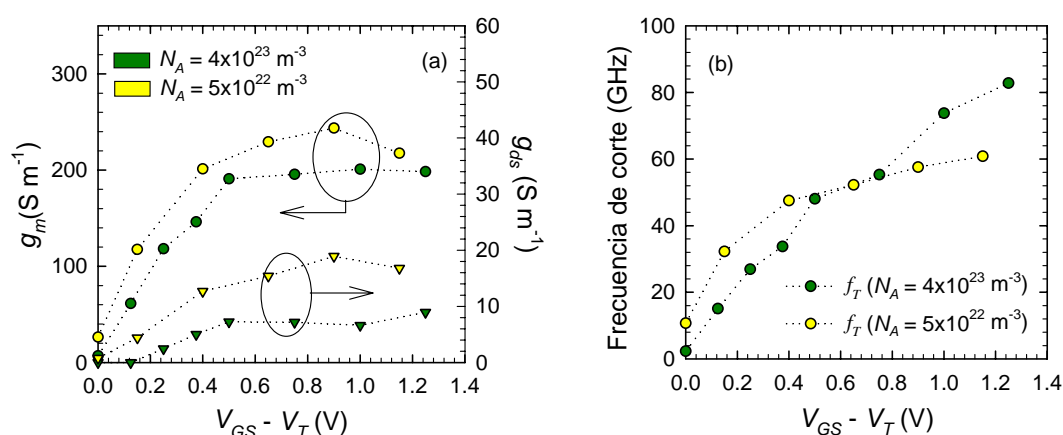 (a)
N_A = 4x10^23 m^-3
N_A = 5x10^22 m^-3
g_m(S m^-1)
300
200
100
0
60
50
40
30
20
10
0
g_ds (S m^-1)
0.0 0.2 0.4 0.6 0.8 1.0 1.2 1.4
V_GS - V_T (V)
(b)
Frecuencia de corte (GHz)
100
80
60
40
20
0
f_T (N_A = 4x10^23 m^-3)
f_T (N_A = 5x10^22 m^-3)
0.0 0.2 0.4 0.6 0.8 1.0 1.2 1.4
V_GS - V_T (V)